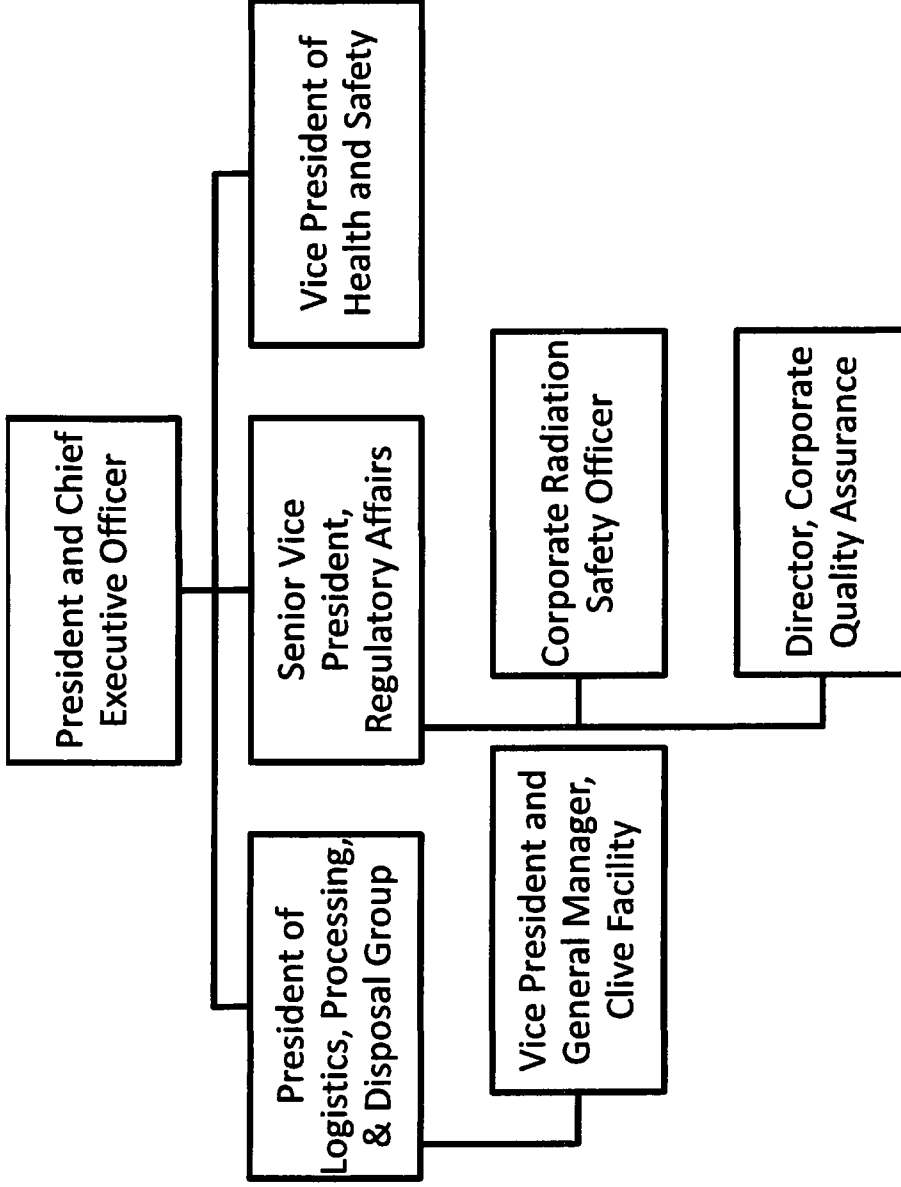 President and Chief
Executive Officer
President of
Logistics, Processing,
& Disposal Group
Senior Vice
President,
Regulatory Affairs
Vice President of
Health and Safety
Vice President and
General Manager,
Clive Facility
Corporate Radiation
Safety Officer
Director, Corporate
Quality Assurance